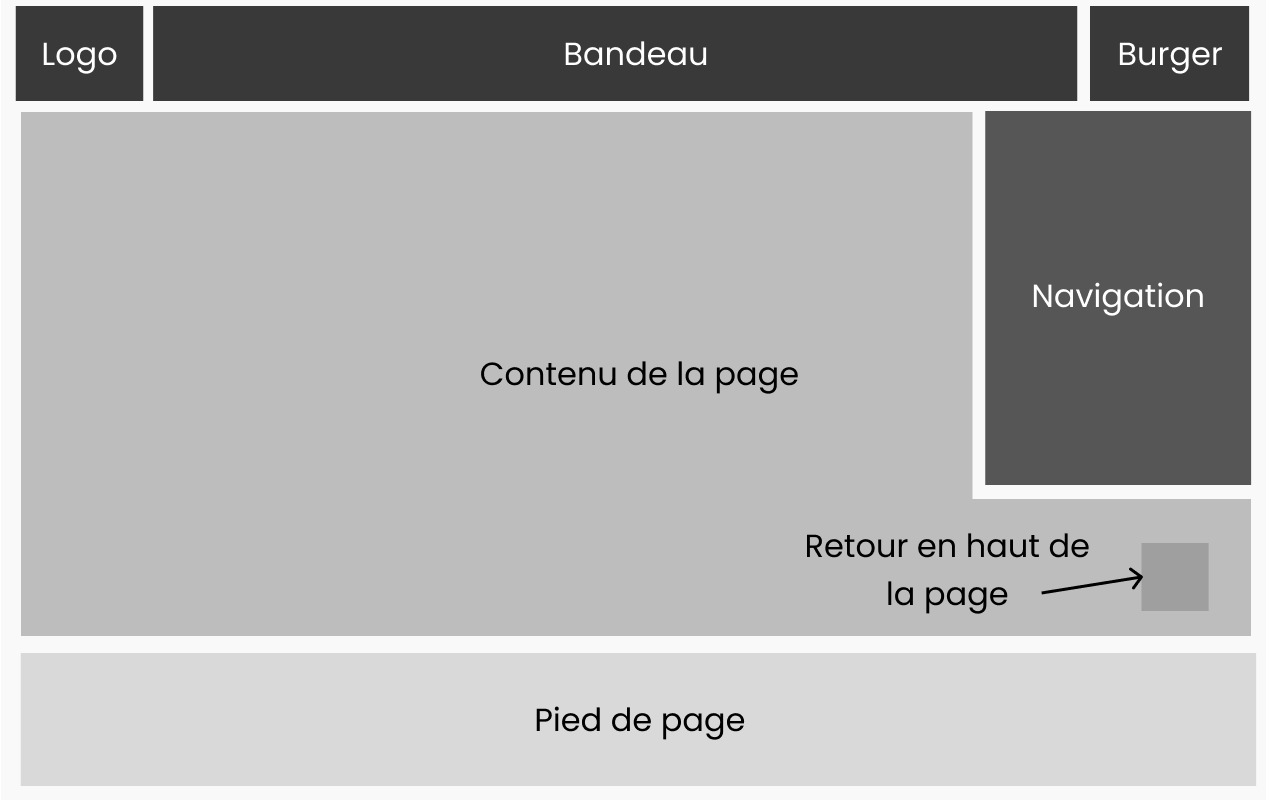 Logo
Bandeau
Burger
Navigation
Contenu de la page
Retour en haut de
la page
Pied de page